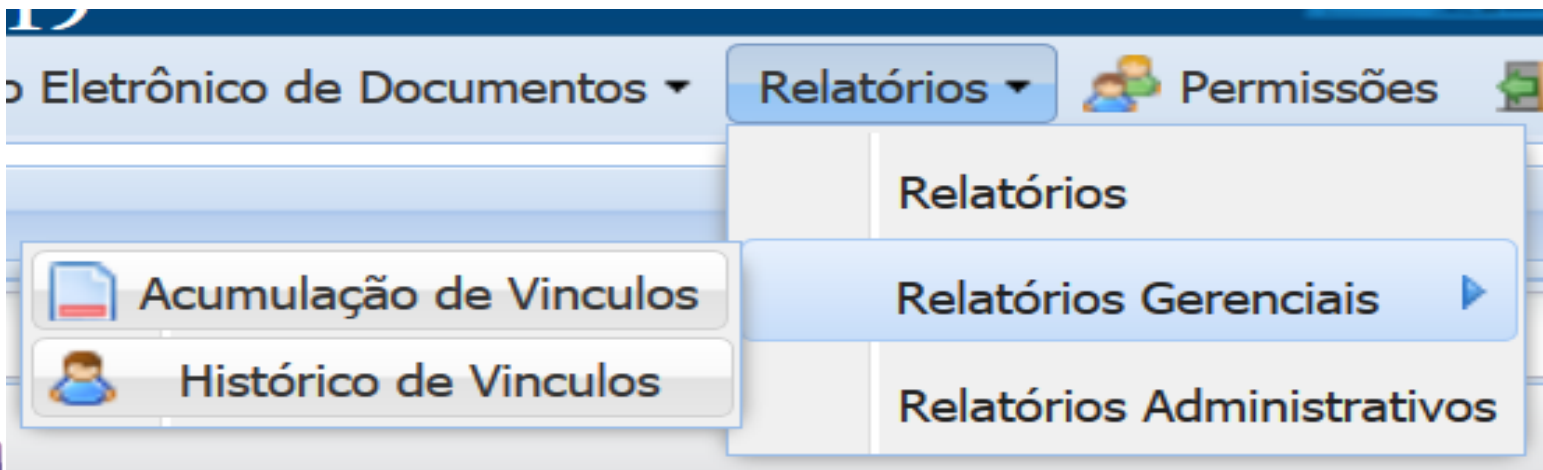 o Eletrônico de Documentos Relatórios Permissões
Relatórios
Acumulação de Vinculos Relatórios Gerenciais
Histórico de Vinculos
Relatórios Administrativos